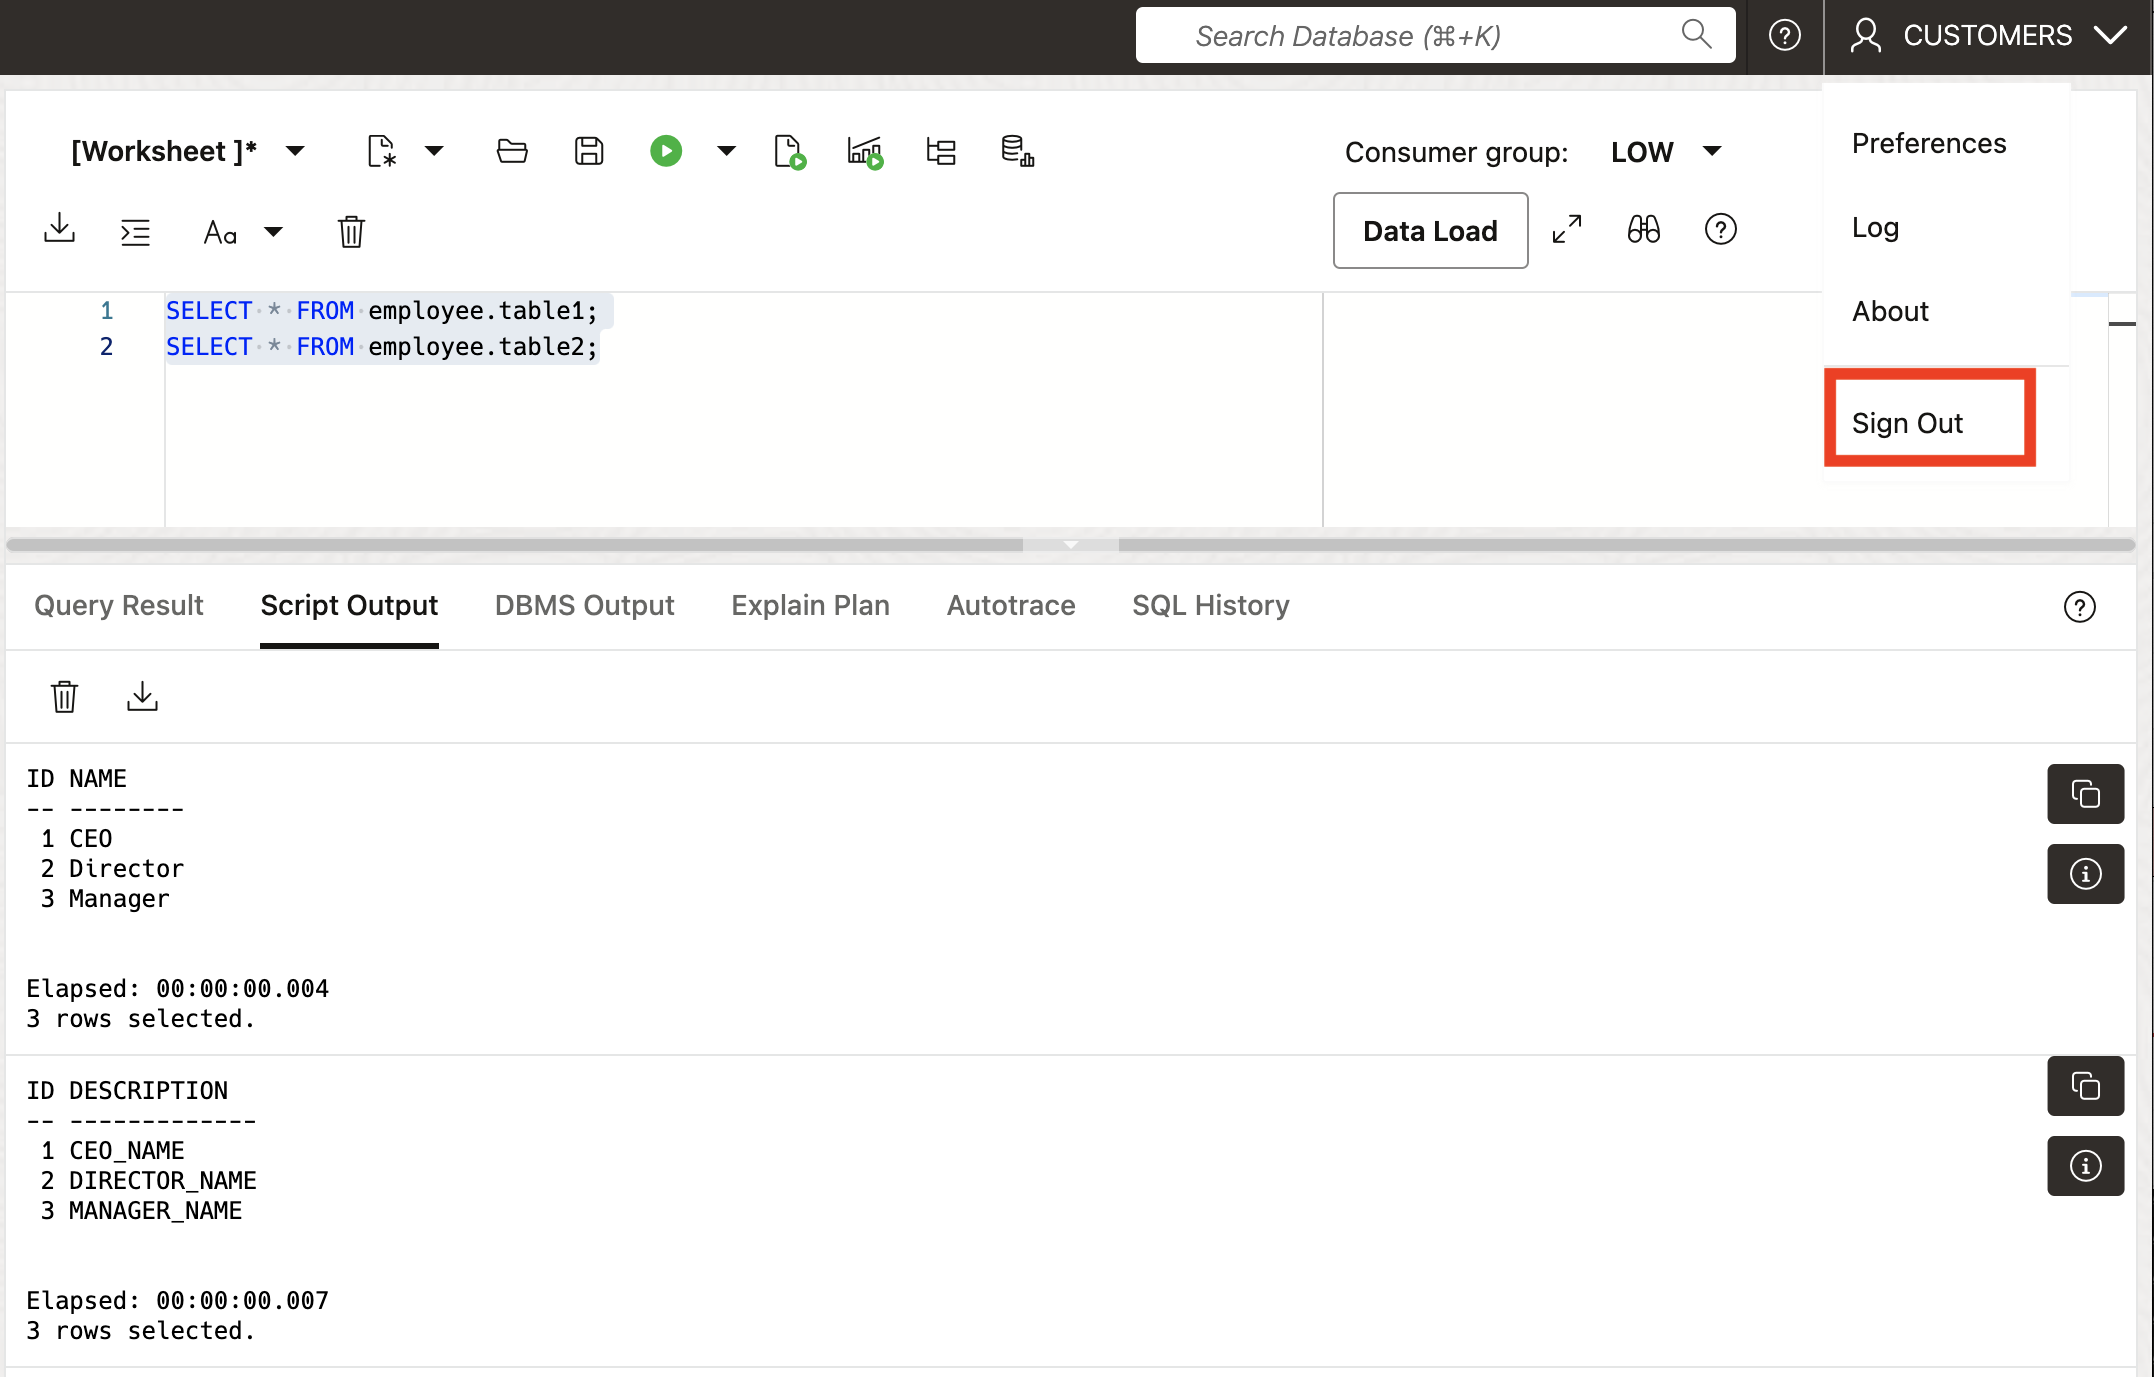 Search Database (⌘+K)
CUSTOMERS
[Worksheet ]*
Consumer group: LOW
Preferences
Aa
Data Load
Log
About
Sign Out
1 SELECT * FROM employee.table1;
2 SELECT * FROM employee.table2;
Query Result Script Output DBMS Output Explain Plan Autotrace SQL History
ID NAME
-- --------
1 CEO
2 Director
3 Manager
Elapsed: 00:00:00.004
3 rows selected.
ID DESCRIPTION
-- -------------
1 CEO_NAME
2 DIRECTOR_NAME
3 MANAGER_NAME
Elapsed: 00:00:00.007
3 rows selected.